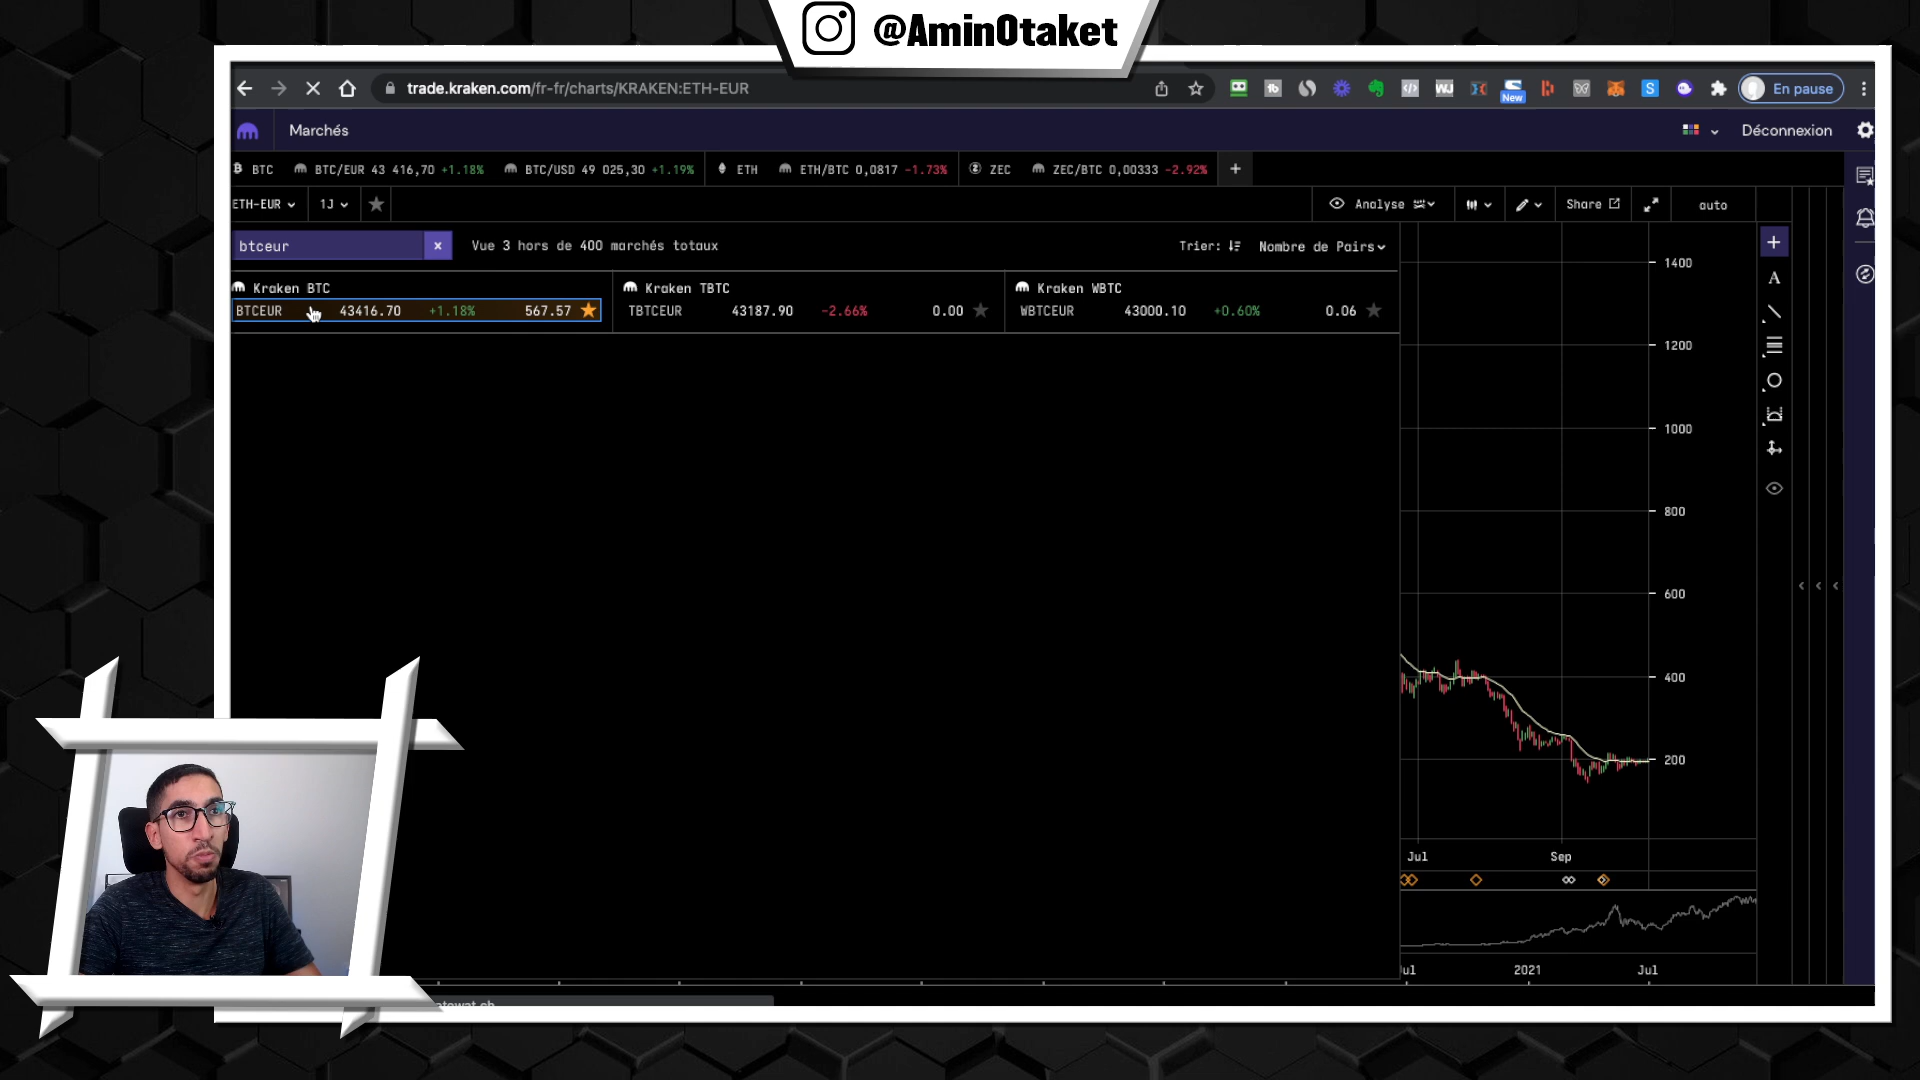 @AminOtaket
trade.kraken.com/fr-fr/charts/KRAKEN:ETH-EUR
New
En pause
Marchés
Déconnexion
BTC BTC/EUR 43 416,70 +1.18% BTC/USD 49 025,30 +1.19% ETH ETH/BTC 0,0817 -1.73% ZEC ZEC/BTC 0,00333 -2.92% +
ETH-EUR 1J Analyse Share auto
btceur × Vue 3 hors de 400 marchés totaux Trier: Nombre de Pairs
Kraken BTC Kraken TBTC Kraken WBTC
BTCEUR 43416.70 +1.18% 567.57 TBTCEUR 43187.90 -2.66% 0.00 WBTCEUR 43000.10 +0.60% 0.06
1400
1200
1000
800
600
400
200
Jul Sep
2021 Jul